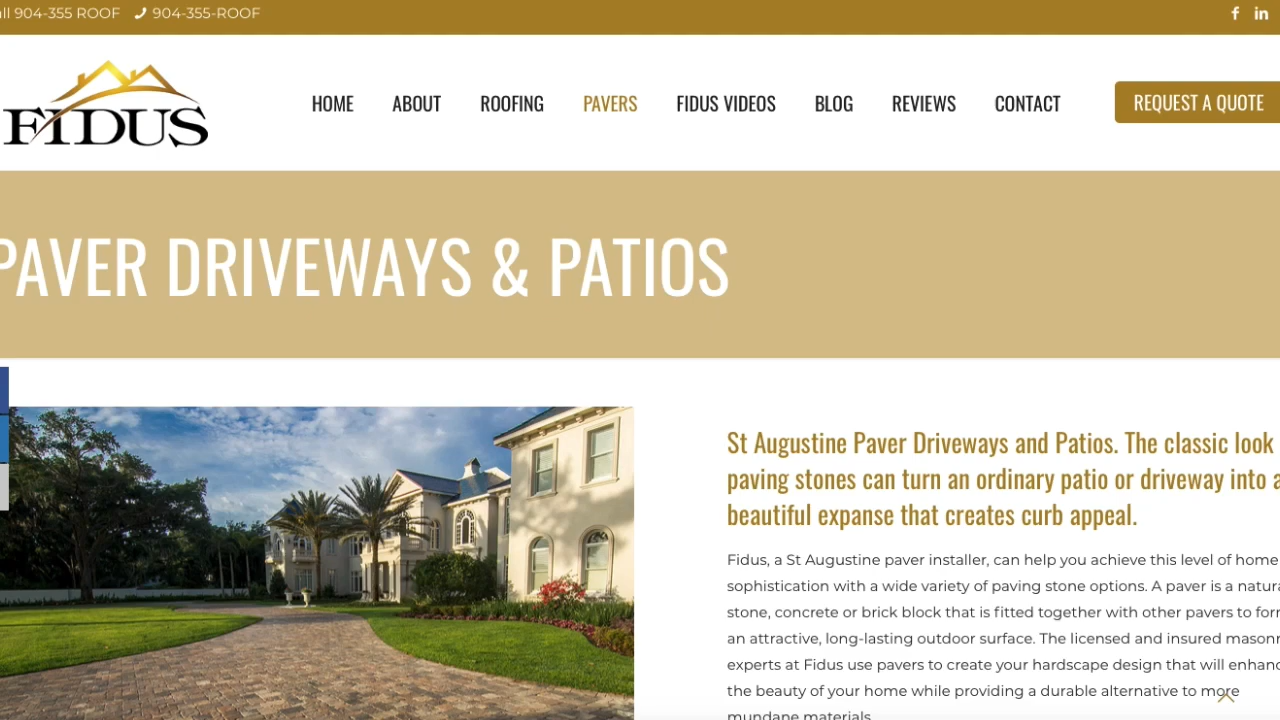 ll 904-355 ROOF 904-355-ROOF
FIDUS
HOME ABOUT ROOFING PAVERS FIDUS VIDEOS BLOG REVIEWS CONTACT REQUEST A QUOTE
PAVER DRIVEWAYS & PATIOS
St Augustine Paver Driveways and Patios. The classic look
paving stones can turn an ordinary patio or driveway into a
beautiful expanse that creates curb appeal.
Fidus, a St Augustine paver installer, can help you achieve this level of home
sophistication with a wide variety of paving stone options. A paver is a natura
stone, concrete or brick block that is fitted together with other pavers to for
an attractive, long-lasting outdoor surface. The licensed and insured mason
experts at Fidus use pavers to create your hardscape design that will enhan
the beauty of your home while providing a durable alternative to more
mundane materials.